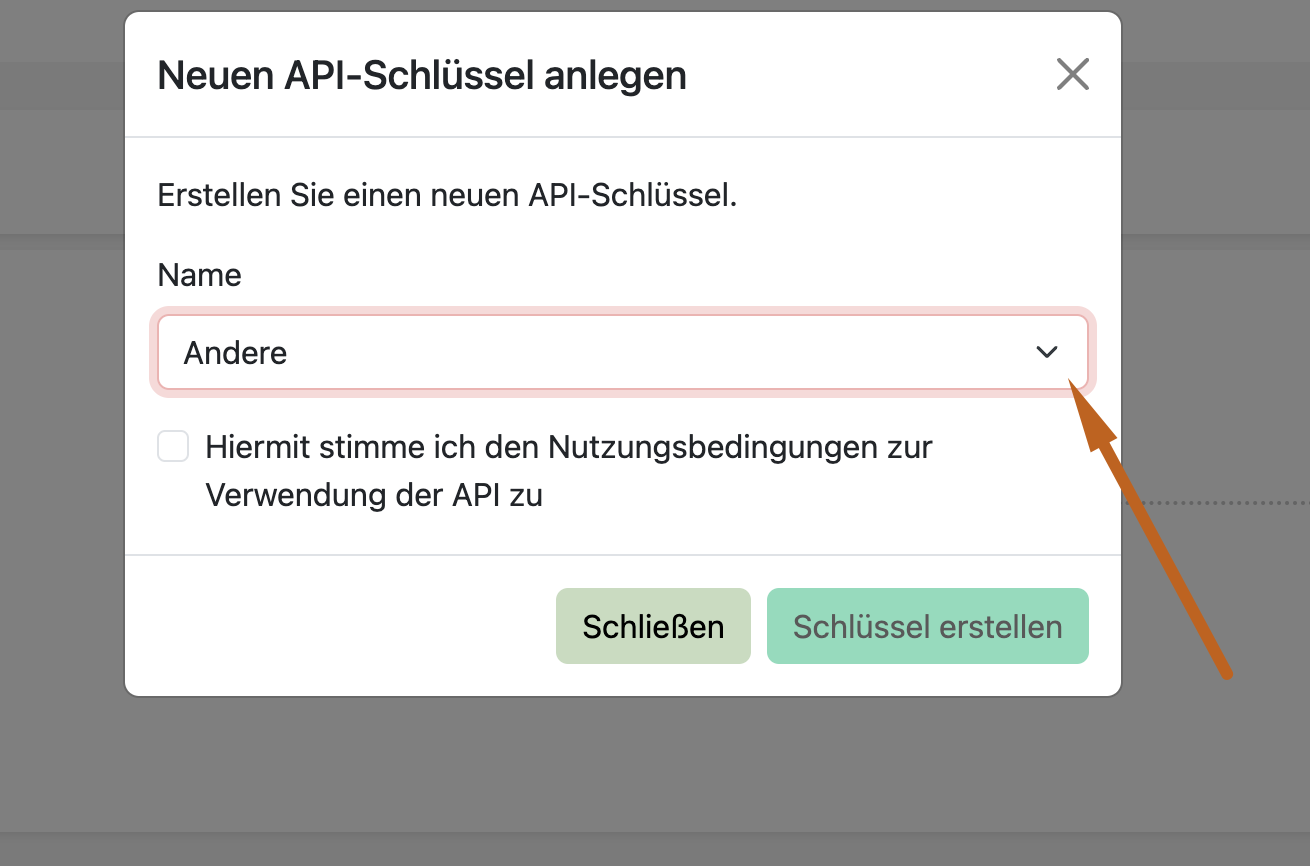 Neuen API-Schlüssel anlegen
Erstellen Sie einen neuen API-Schlüssel.
Name
Andere
Hiermit stimme ich den Nutzungsbedingungen zur
Verwendung der API zu
Schließen
Schlüssel erstellen